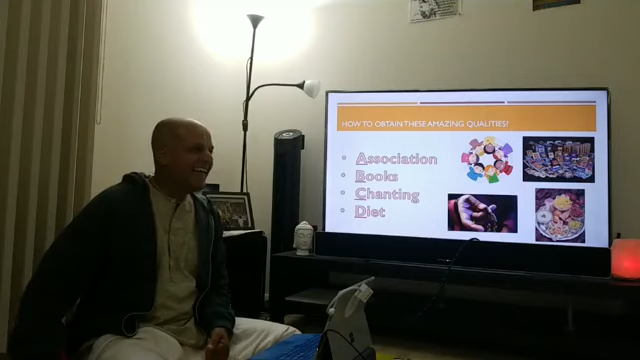 HOW TO OBTAIN THESE AMAZING QUALITIES?
Association
Books
Chanting
Diet